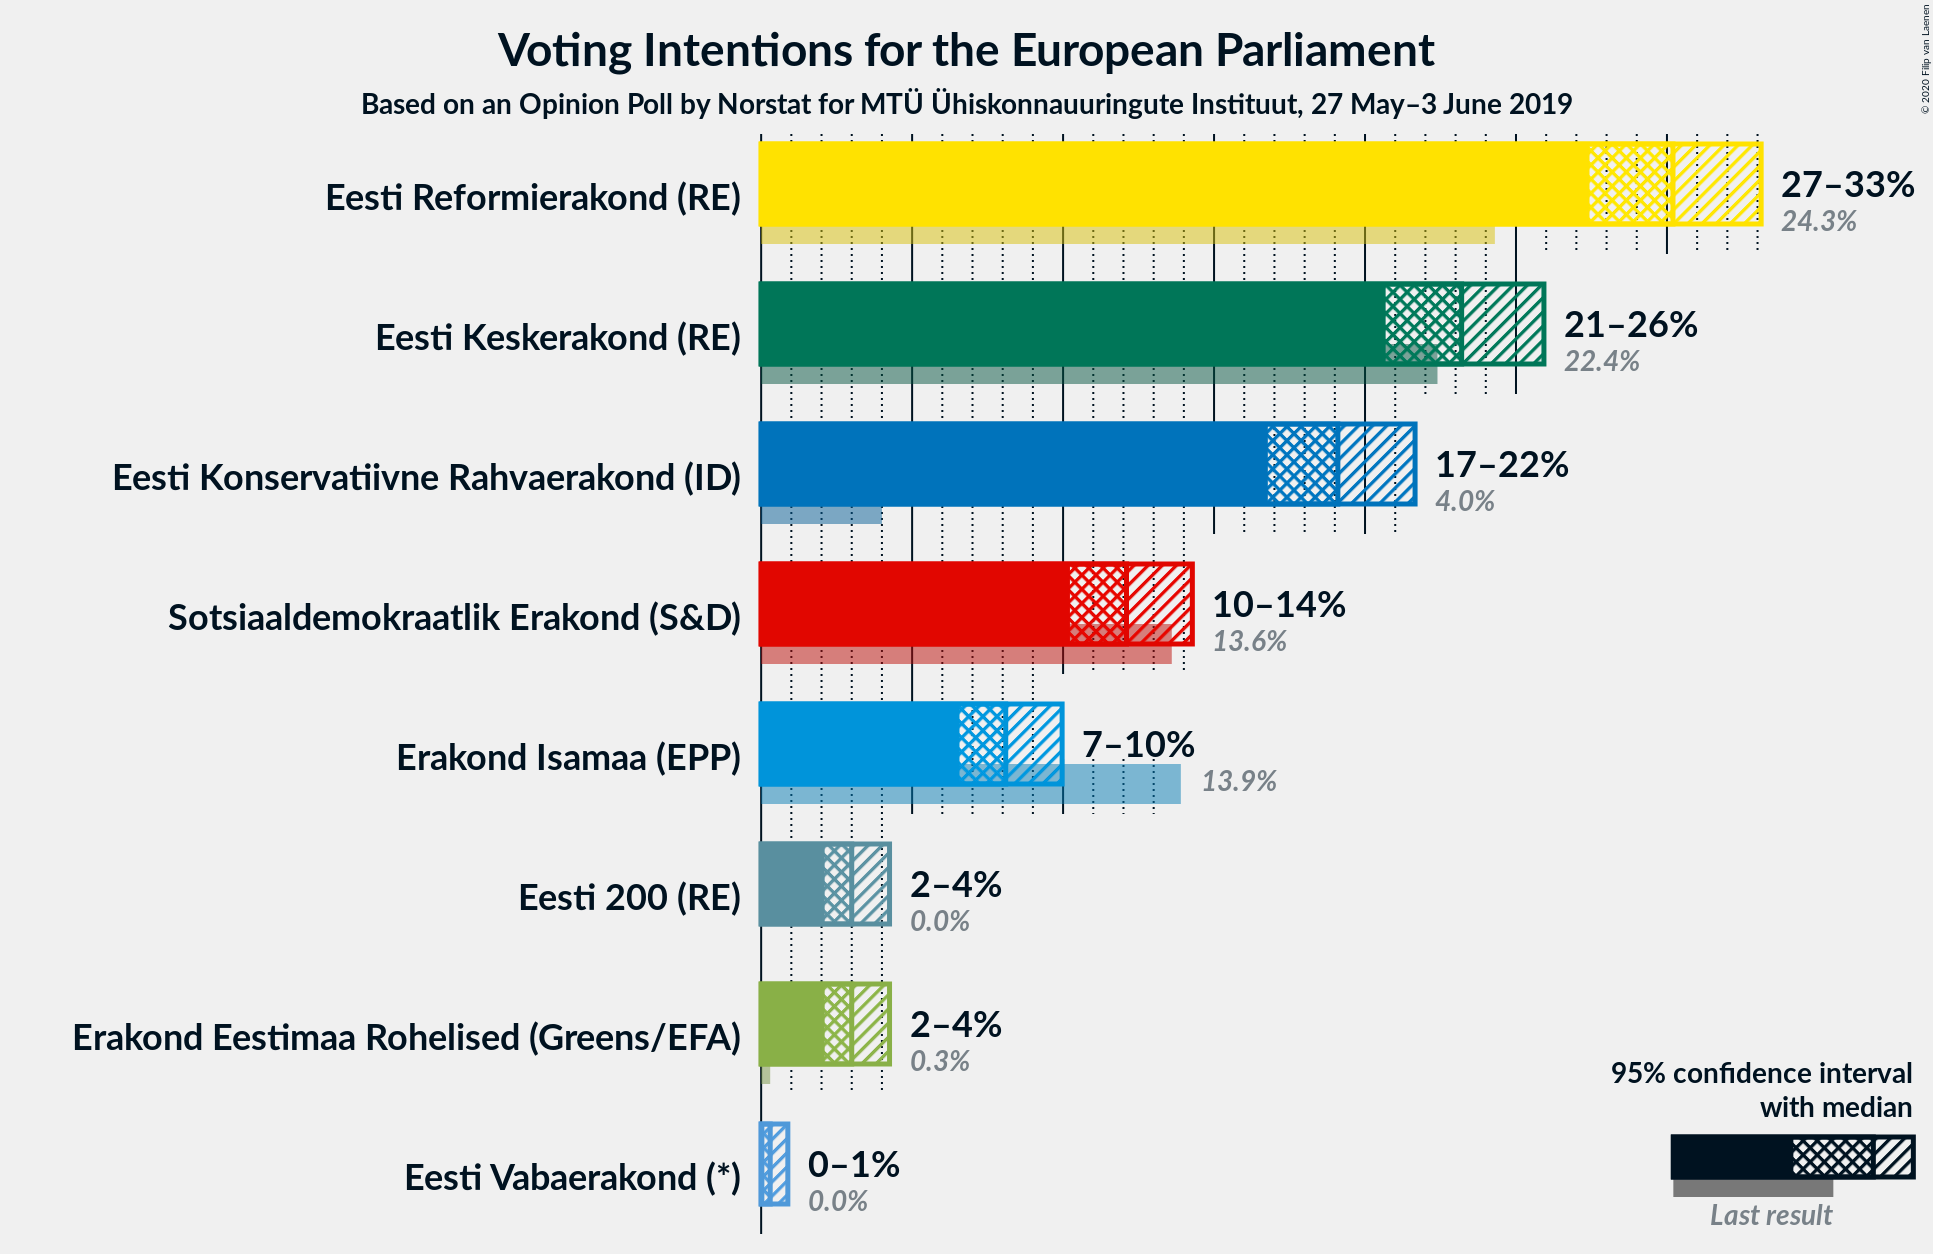 Voting Intentions for the European Parliament
Based on an Opinion Poll by Norstat for MTÜ Ühiskonnauuringute Instituut, 27 May–3 June 2019
© 2020 Filip van Laenen
Eesti Reformierakond (RE)
27–33%
24.3%
Eesti Keskerakond (RE)
21–26%
22.4%
Eesti Konservatiivne Rahvaerakond (ID)
17–22%
4.0%
Sotsiaaldemokraatlik Erakond (S&D)
10–14%
13.6%
Erakond Isamaa (EPP)
7–10%
13.9%
Eesti 200 (RE)
2–4%
0.0%
Erakond Eestimaa Rohelised (Greens/EFA)
2–4%
0.3%
Eesti Vabaerakond (*)
0–1%
0.0%
95% confidence interval
with median
Last result